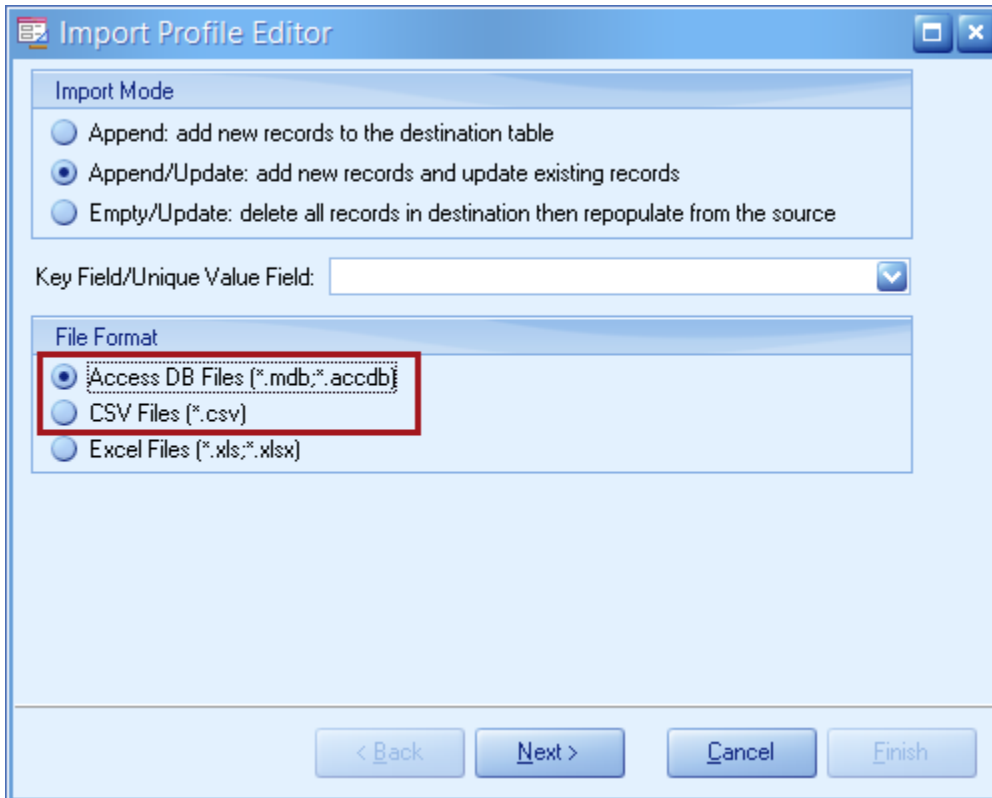 Import Profile Editor
Import Mode
Append: add new records to the destination table
Append/Update: add new records and update existing records
Empty/Update: delete all records in destination then repopulate from the source
Key Field/Unique Value Field:
File Format
Access DB Files (*.mdb;*.accdb)
CSV Files (*.csv)
Excel Files (*.xls;*.xlsx)
< Back Next > Cancel Finish